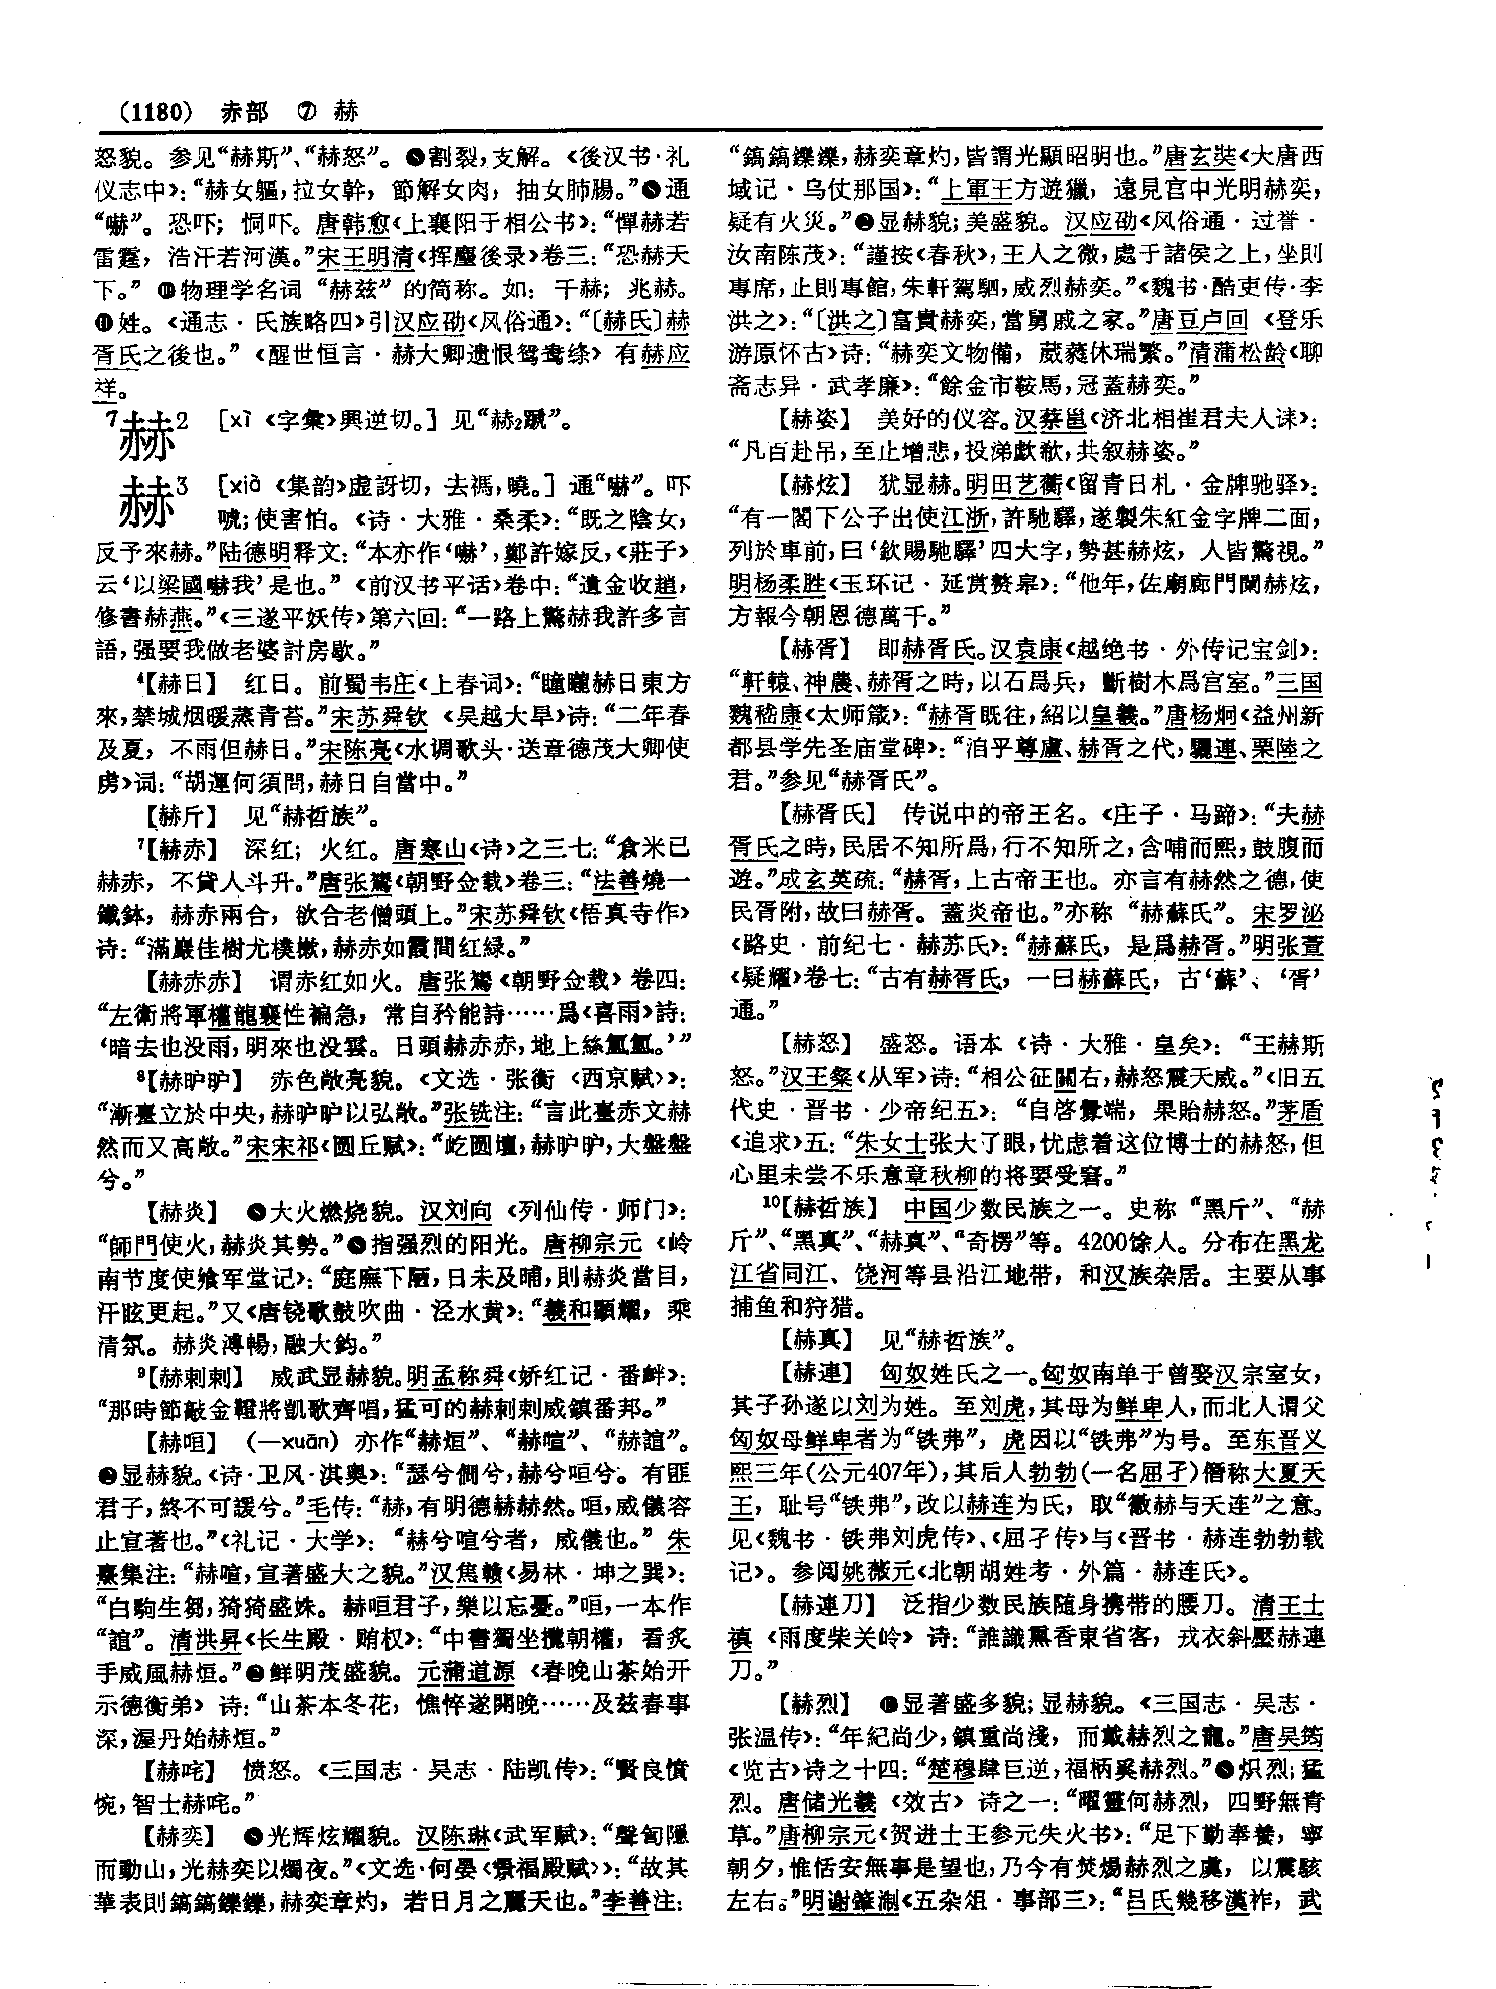 （1180） 赤部 ⑦ 赫
怒貌。参见“赫斯”、“赫怒”。❽割裂，支解。《後汉书·礼
仪志中》：“赫女軀，拉女幹，節解女肉，抽女肺腸。”❾通
“嚇”。恐吓；恫吓。唐韩愈《上襄阳于相公书》：“憚赫若
雷霆，浩汗若河漢。”宋王明清《挥麈後录》卷三：“恐赫天
下。”❿物理学名词“赫兹”的简称。如：千赫；兆赫。
⓫姓。《通志·氏族略四》引汉应劭《风俗通》：“〔赫氏〕赫
胥氏之後也。”《醒世恒言·赫大卿遗恨鸳鸯绦》有赫应
祥。
7赫2 ［xì《字彙》興逆切。］见“赫2蹏”。
赫3 ［xià《集韵》虚訝切，去禡，曉。］通“嚇”。吓
唬；使害怕。《诗·大雅·桑柔》：“既之陰女，
反予來赫。”陆德明释文：“本亦作‘嚇’，鄭許嫁反，《莊子》
云‘以梁國嚇我’是也。”《前汉书平话》卷中：“遺金收趙，
修書赫燕。”《三遂平妖传》第六回：“一路上驚赫我許多言
語，强要我做老婆討房歇。”
4【赫日】 红日。前蜀韦庄《上春词》：“曈曨赫日東方
來，禁城烟暖蒸青苔。”宋苏舜钦《吴越大旱》诗：“二年春
及夏，不雨但赫日。”宋陈亮《水调歌头·送章德茂大卿使
虏》词：“胡運何須問，赫日自當中。”
【赫斤】 见“赫哲族”。
7【赫赤】 深红；火红。唐寒山《诗》之三七：“倉米已
赫赤，不貸人斗升。”唐张鷟《朝野佥载》卷三：“法善燒一
鐵鉢，赫赤兩合，欲合老僧頭上。”宋苏舜钦《悟真寺作》
诗：“滿巖佳樹尤樸樕，赫赤如霞間红緑。”
【赫赤赤】 谓赤红如火。唐张鷟《朝野佥载》卷四：
“左衛將軍權龍襄性褊急，常自矜能詩……爲《喜雨》詩：
‘暗去也没雨，明來也没雲。日頭赫赤赤，地上絲氲氲。’”
8【赫昈昈】 赤色敞亮貌。《文选·张衡〈西京赋〉》：
“漸臺立於中央，赫昈昈以弘敞。”张铣注：“言此臺赤文赫
然而又高敞。”宋宋祁《圆丘赋》：“屹圆壇，赫昈昈，大盤盤
兮。”
【赫炎】 ❶大火燃烧貌。汉刘向《列仙传·师门》：
“師門使火，赫炎其勢。”❷指强烈的阳光。唐柳宗元《岭
南节度使飨军堂记》：“庭廡下陋，日未及晡，則赫炎當目，
汗眩更起。”又《唐铙歌鼓吹曲·泾水黄》：“羲和顯耀，乘
清氛。赫炎溥暢，融大鈞。”
9【赫刺刺】 威武显赫貌。明孟称舜《娇红记·番衅》：
“那時節敲金鐙將凱歌齊唱，猛可的赫刺刺威鎮番邦。”
【赫咺】 （—xuān）亦作“赫烜”、“赫喧”、“赫諠”。
❶显赫貌。《诗·卫风·淇奥》：“瑟兮僩兮，赫兮咺兮。有匪
君子，終不可諼兮。”毛传：“赫，有明德赫赫然。咺，威儀容
止宣著也。”《礼记·大学》：“赫兮喧兮者，威儀也。”朱
熹集注：“赫喧，宣著盛大之貌。”汉焦赣《易林·坤之巽》：
“白駒生芻，猗猗盛姝。赫咺君子，樂以忘憂。”咺，一本作
“諠”。清洪昇《长生殿·贿权》：“中書獨坐攬朝權，看炙
手威風赫烜。”❷鲜明茂盛貌。元蒲道源《春晚山茶始开
示德衡弟》诗：“山茶本冬花，憔悴遂開晚……及兹春事
深，渥丹始赫烜。”
【赫咤】 愤怒。《三国志·吴志·陆凯传》：“賢良憤
惋，智士赫咤。”
【赫奕】 ❶光辉炫耀貌。汉陈琳《武军赋》：“聲訇隱
而動山，光赫奕以燭夜。”《文选·何晏〈景福殿赋〉》：“故其
華表則鎬鎬鑠鑠，赫奕章灼，若日月之麗天也。”李善注：
“鎬鎬鑠鑠，赫奕章灼，皆謂光顯昭明也。”唐玄奘《大唐西
域记·乌仗那国》：“上軍王方遊獵，遠見宫中光明赫奕，
疑有火災。”❷显赫貌；美盛貌。汉应劭《风俗通·过誉·
汝南陈茂》：“謹按《春秋》，王人之微，處于諸侯之上，坐則
專席，止則專館，朱軒駕駟，威烈赫奕。”《魏书·酷吏传·李
洪之》：“〔洪之〕富貴赫奕，當舅戚之家。”唐豆卢回《登乐
游原怀古》诗：“赫奕文物備，葳蕤休瑞繁。”清蒲松龄《聊
斋志异·武孝廉》：“餘金市鞍馬，冠蓋赫奕。”
【赫姿】 美好的仪容。汉蔡邕《济北相崔君夫人诔》：
“凡百赴吊，至止增悲，投涕歔欷，共叙赫姿。”
【赫炫】 犹显赫。明田艺蘅《留青日札·金牌驰驿》：
“有一閣下公子出使江浙，許馳驛，遂製朱紅金字牌二面，
列於車前，曰‘欽賜馳驛’四大字，勢甚赫炫，人皆驚視。”
明杨柔胜《玉环记·延赏赘皋》：“他年，佐廟廊門闌赫炫，
方報今朝恩德萬千。”
【赫胥】 即赫胥氏。汉袁康《越绝书·外传记宝剑》：
“軒轅、神農、赫胥之時，以石爲兵，斷樹木爲宫室。”三国
魏嵇康《太师箴》：“赫胥既往，紹以皇羲。”唐杨炯《益州新
都县学先圣庙堂碑》：“洎乎尊盧、赫胥之代，驪連、栗陸之
君。”参见“赫胥氏”。
【赫胥氏】 传说中的帝王名。《庄子·马蹄》：“夫赫
胥氏之時，民居不知所爲，行不知所之，含哺而熙，鼓腹而
遊。”成玄英疏：“赫胥，上古帝王也。亦言有赫然之德，使
民胥附，故曰赫胥。蓋炎帝也。”亦称“赫蘇氏”。宋罗泌
《路史·前纪七·赫苏氏》：“赫蘇氏，是爲赫胥。”明张萱
《疑耀》卷七：“古有赫胥氏，一曰赫蘇氏，古‘蘇’、‘胥’
通。”
【赫怒】 盛怒。语本《诗·大雅·皇矣》：“王赫斯
怒。”汉王粲《从军》诗：“相公征關右，赫怒震天威。”《旧五
代史·晋书·少帝纪五》：“自啓釁端，果貽赫怒。”茅盾
《追求》五：“朱女士张大了眼，忧虑着这位博士的赫怒，但
心里未尝不乐意章秋柳的将要受窘。”
10【赫哲族】 中国少数民族之一。史称“黑斤”、“赫
斤”、“黑真”、“赫真”、“奇楞”等。4200馀人。分布在黑龙
江省同江、饶河等县沿江地带，和汉族杂居。主要从事
捕鱼和狩猎。
【赫真】 见“赫哲族”。
【赫連】 匈奴姓氏之一。匈奴南单于曾娶汉宗室女，
其子孙遂以刘为姓。至刘虎，其母为鲜卑人，而北人谓父
匈奴母鲜卑者为“铁弗”，虎因以“铁弗”为号。至东晋义
熙三年（公元407年），其后人勃勃（一名屈孑）僭称大夏天
王，耻号“铁弗”，改以赫连为氏，取“徽赫与天连”之意。
见《魏书·铁弗刘虎传》、《屈孑传》与《晋书·赫连勃勃载
记》。参阅姚薇元《北朝胡姓考·外篇·赫连氏》。
【赫連刀】 泛指少数民族随身携带的腰刀。清王士
禛《雨度柴关岭》诗：“誰識熏香東省客，戎衣斜壓赫連
刀。”
【赫烈】 ❶显著盛多貌；显赫貌。《三国志·吴志·
张温传》：“年紀尚少，鎮重尚淺，而戴赫烈之寵。”唐吴筠
《览古》诗之十四：“楚穆肆巨逆，福柄奚赫烈。”❷炽烈；猛
烈。唐储光羲《效古》诗之一：“曜靈何赫烈，四野無青
草。”唐柳宗元《贺进士王参元失火书》：“足下勤奉養，寧
朝夕，惟恬安無事是望也，乃今有焚煬赫烈之虞，以震駭
左右。”明谢肇淛《五杂俎·事部三》：“吕氏幾移漢祚，武